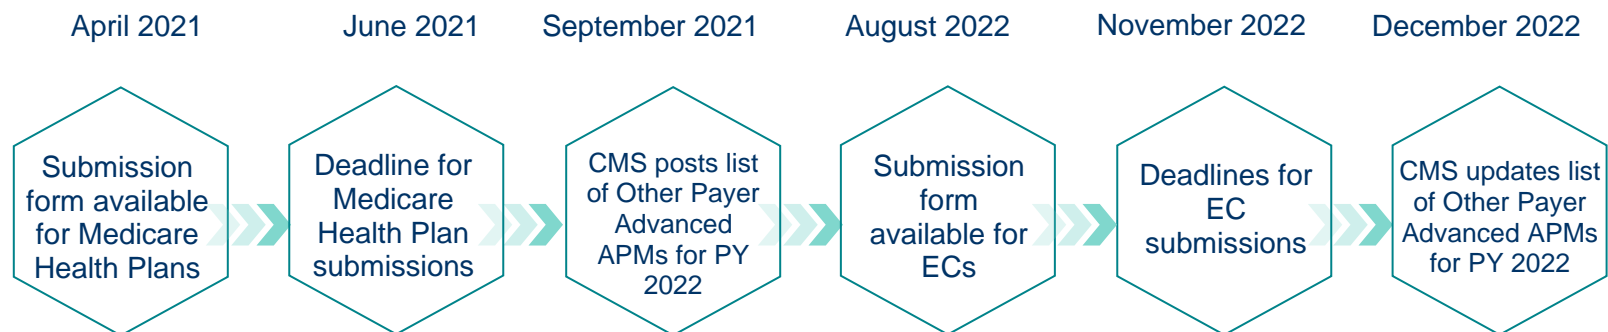 April 2021
June 2021
September 2021
August 2022
November 2022
December 2022
Submission
form available
for Medicare
Health Plans
Deadline for
Medicare
Health Plan
submissions
CMS posts list
of Other Payer
Advanced
APMs for PY
2022
Submission
form
available for
ECs
Deadlines for
EC
submissions
CMS updates list
of Other Payer
Advanced APMs
for PY 2022